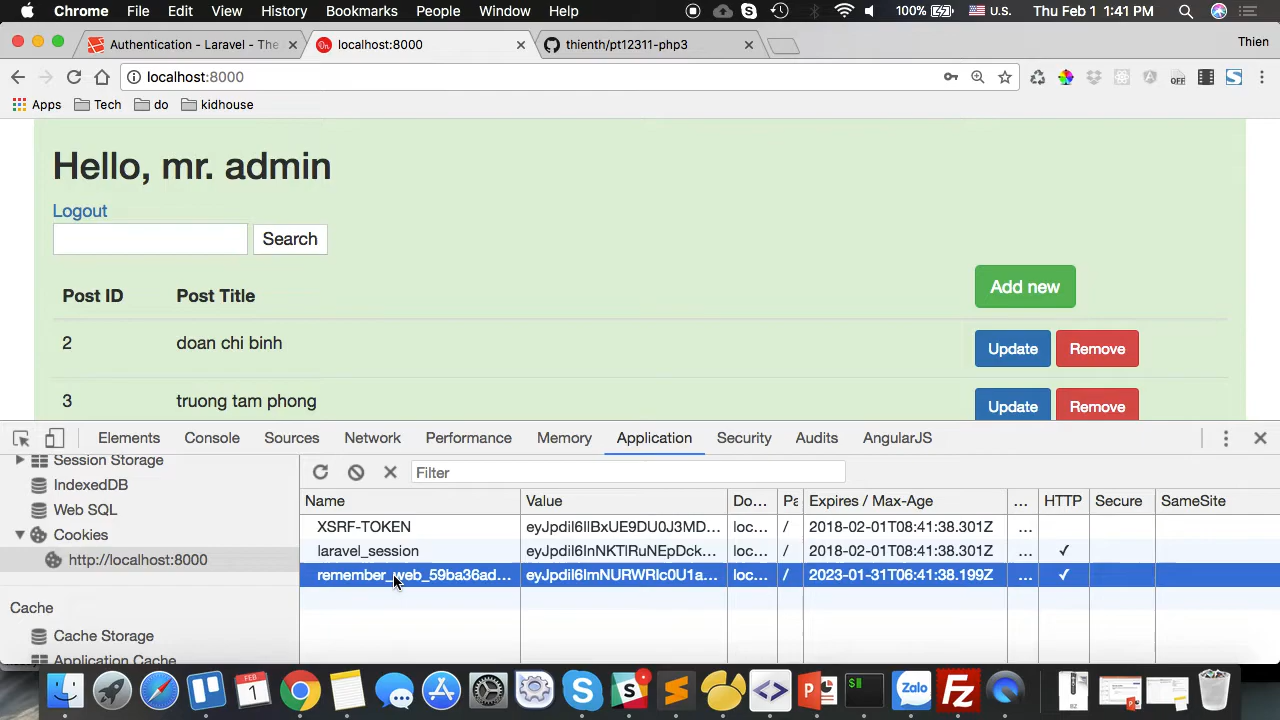 Chrome File Edit View History Bookmarks People Window Help 100% U.S. Thu Feb 1 1:41 PM
Authentication - Laravel - The localhost:8000 thienth/pt12311-php3 Thien
localhost:8000
Apps Tech do kidhouse
Hello, mr. admin
Logout
Search
Add new
Post ID Post Title
2 doan chi binh Update Remove
3 truong tam phong Update Remove
Elements Console Sources Network Performance Memory Application Security Audits AngularJS
Session Storage
IndexedDB
Web SQL
Cookies
http://localhost:8000
Cache
Cache Storage
Application Cache
Filter
Name Value Do... Pa Expires / Max-Age ... HTTP Secure SameSite
XSRF-TOKEN eyJpdiI6IlBxUE9DU0J3MD... loc... / 2018-02-01T08:41:38.301Z ...
laravel_session eyJpdiI6InNKTlRuNEpDck... loc... / 2018-02-01T08:41:38.301Z ... ✓
remember_web_59ba36ad... eyJpdiI6ImNURWRIc0U1a... loc... / 2023-01-31T06:41:38.199Z ... ✓
FEB
1
Zalo